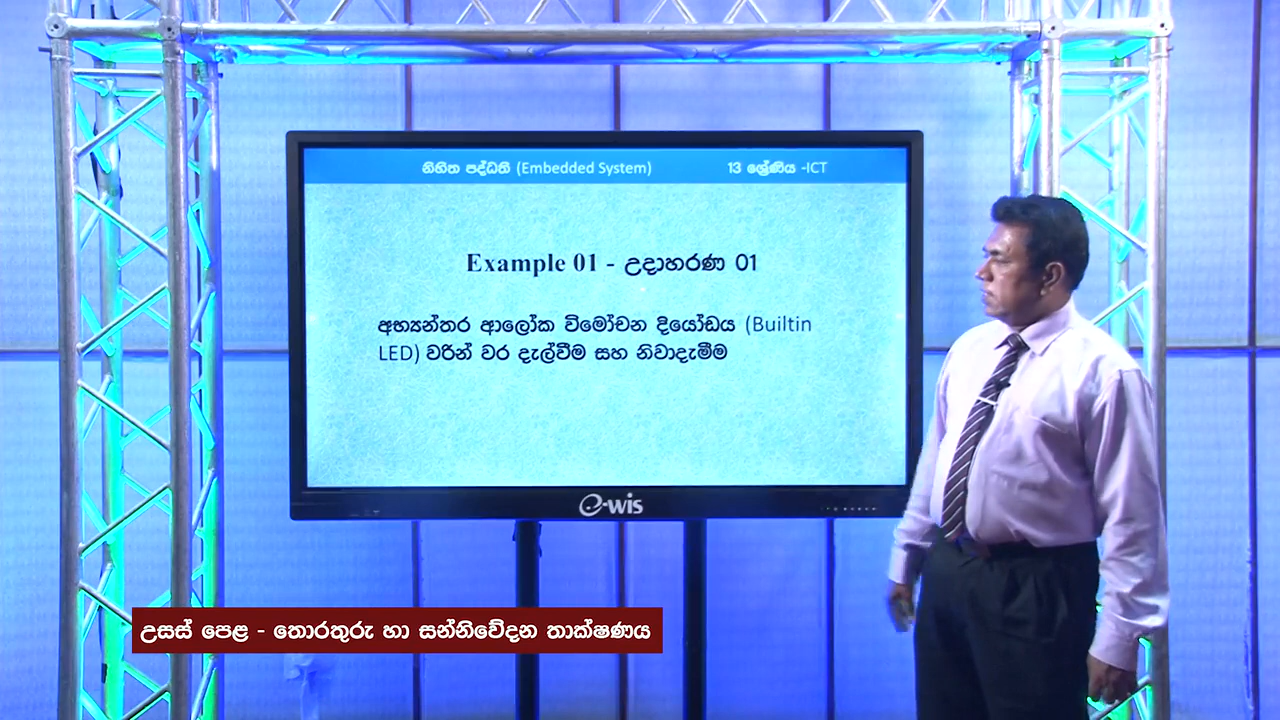 නිහිත පද්ධති (Embedded System) 13 ශ්‍රේණිය -ICT
Example 01 - උදාහරණ 01
අභ්‍යන්තර ආලෝක විමෝචන දියෝඩය (Builtin
LED) වරින් වර දැල්වීම සහ නිවාදැමීම
e-wis
උසස් පෙළ - තොරතුරු හා සන්නිවේදන තාක්ෂණය